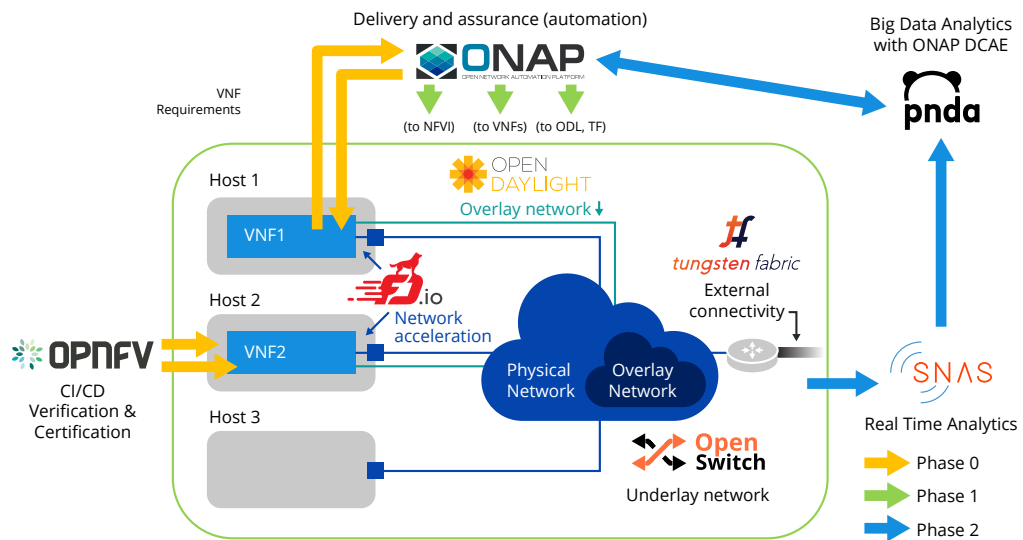 Delivery and assurance (automation)
ONAP
OPEN NETWORK AUTOMATION PLATFORM
Big Data Analytics
with ONAP DCAE
pnda
VNF
Requirements
(to NFVI)
(to VNFs)
(to ODL, TF)
Host 1
OPEN
DAYLIGHT
Overlay network
VNF1
tungsten fabric
External
connectivity
FD.io
Host 2
Network
acceleration
VNF2
OPNFV
CI/CD
Verification &
Certification
Physical
Network
Overlay
Network
SNAS
Real Time Analytics
Host 3
Open
Switch
Underlay network
Phase 0
Phase 1
Phase 2